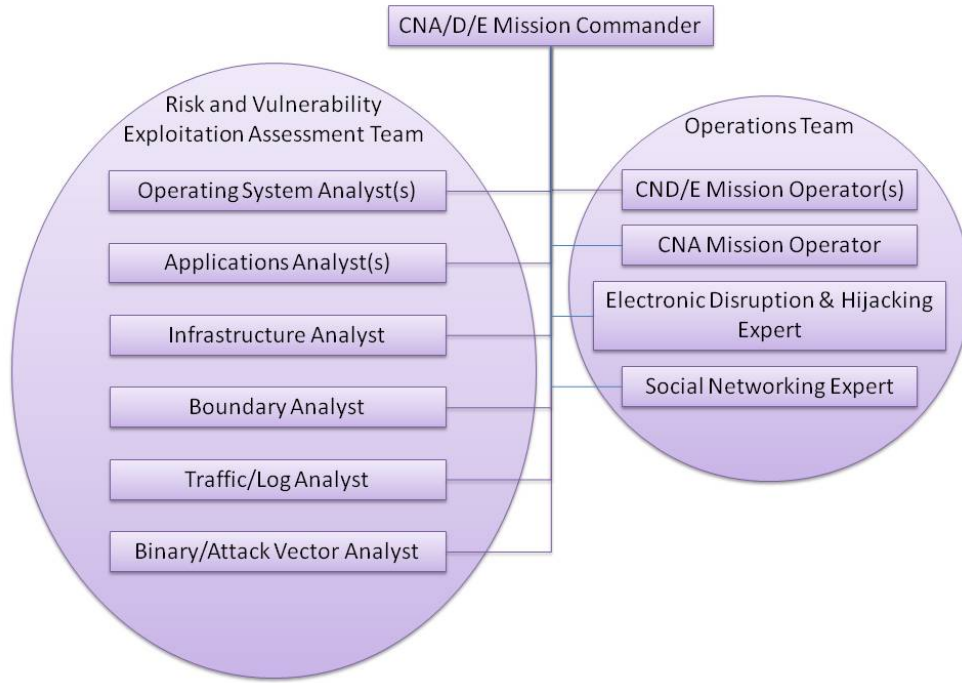 CNA/D/E Mission Commander
Risk and Vulnerability
Exploitation Assessment Team
Operating System Analyst(s)
Applications Analyst(s)
Infrastructure Analyst
Boundary Analyst
Traffic/Log Analyst
Binary/Attack Vector Analyst
Operations Team
CND/E Mission Operator(s)
CNA Mission Operator
Electronic Disruption & Hijacking
Expert
Social Networking Expert